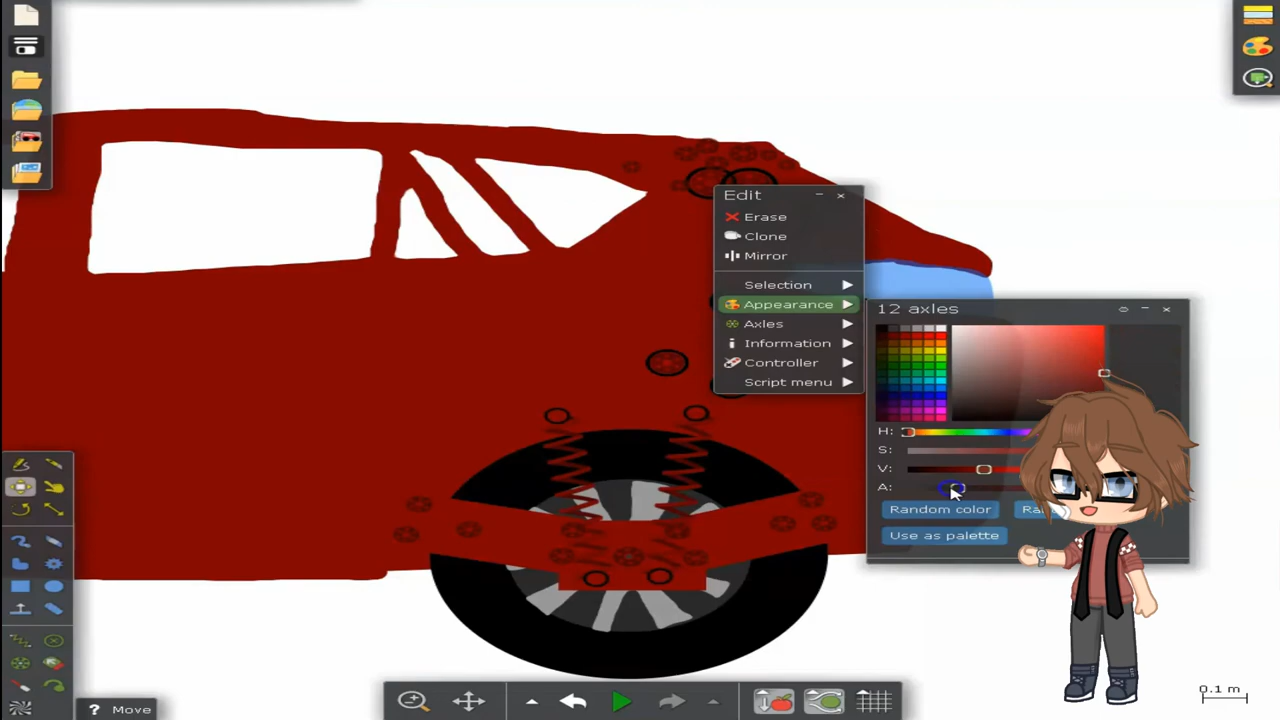 Edit
Erase
Clone
Mirror
Selection
Appearance
Axles
Information
Controller
Script menu
12 axles
H:
S:
V:
A:
Random color
Use as palette
? Move
0.1 m